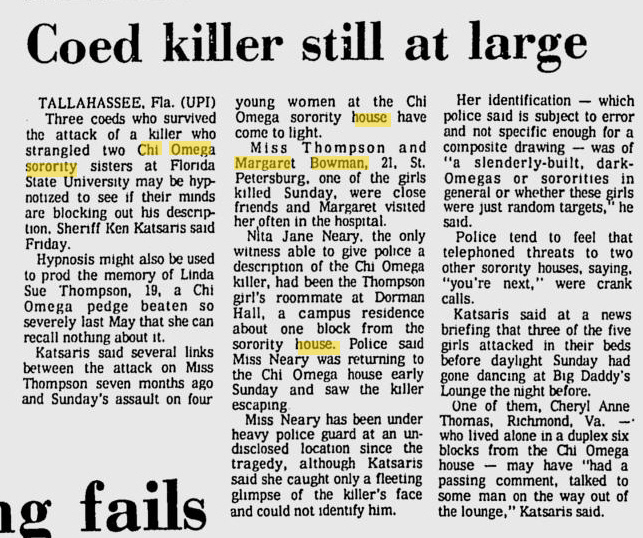 Coed killer still at large
TALLAHASSEE, Fla. (UPI)
Three coeds who survived
the attack of a killer who
strangled two Chi Omega
sorority sisters at Florida
State University may be hyp-
notized to see if their minds
are blocking out his descrip-
tion. Sheriff Ken Katsaris said
Friday.
Hypnosis might also be used
to prod the memory of Linda
Sue Thompson, 19, a Chi
Omega pedge beaten so
severely last May that she can
recall nothing about it.
Katsaris said several links
between the attack on Miss
Thompson seven months ago
and Sunday's assault on four
young women at the Chi
Omega sorority house have
come to light.
Miss Thompson and
Margaret Bowman, 21, St.
Petersburg, one of the girls
killed Sunday, were close
friends and Margaret visited
her often in the hospital.
Nita Jane Neary, the only
witness able to give police a
description of the Chi Omega
killer, had been the Thompson
girl's roommate at Dorman
Hall, a campus residence
about one block from the
sorority house. Police said
Miss Neary was returning to
the Chi Omega house early
Sunday and saw the killer
escaping
Miss Neary has been under
heavy police guard at an un-
disclosed location since the
tragedy, although Katsaris
said she caught only a fleeting
glimpse of the killer's face
and could not identify him.
Her identification — which
police said is subject to error
and not specific enough for a
composite drawing — was of
"a slenderly-built, dark-
Omegas or sororities in
general or whether these girls
were just random targets," he
said.
Police tend to feel that
telephoned threats to two
other sorority houses, saying,
"you're next," were crank
calls.
Katsaris said at a news
briefing that three of the five
girls attacked in their beds
before daylight Sunday had
gone dancing at Big Daddy's
Lounge the night before.
One of them, Cheryl Anne
Thomas, Richmond, Va. —
who lived alone in a duplex six
blocks from the Chi Omega
house — may have "had a
passing comment, talked to
some man on the way out of
the lounge," Katsaris said.
ng fails